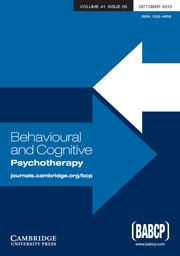 VOLUME 41 ISSUE 05 OCTOBER 2013
ISSN: 1352-4658
Behavioural and Cognitive
Psychotherapy
journals.cambridge.org/bcp
CAMBRIDGE
UNIVERSITY PRESS
BABCP
www.babcp.com